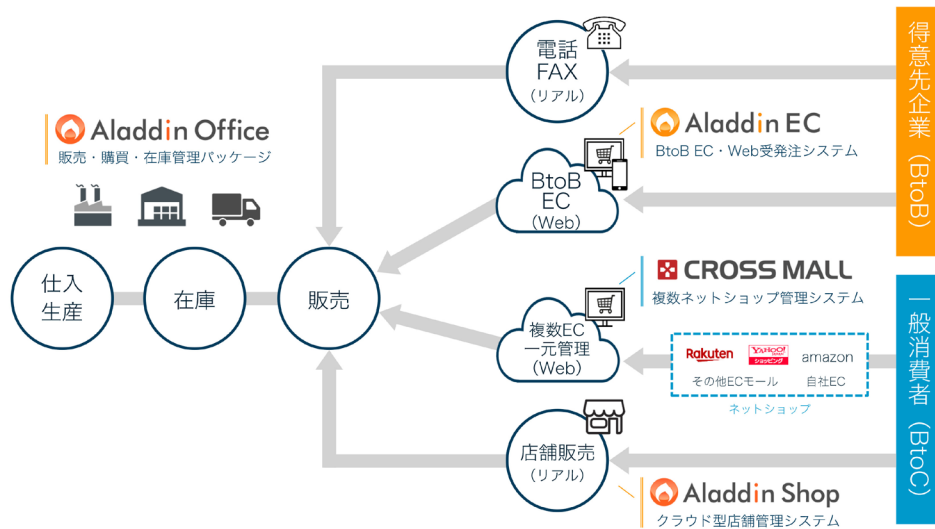 電話
FAX
(リアル)
得意先企業 (BtoB)
Aladdin Office
販売・購買・在庫管理パッケージ
Aladdin EC
BtoB EC・Web受発注システム
BtoB
EC
(Web)
仕入
生産
在庫
販売
CROSS MALL
複数ネットショップ管理システム
複数EC
一元管理
(Web)
Rakuten
YAHOO!
JAPAN
ショッピング
amazon
その他ECモール
自社EC
ネットショップ
一般消費者 (BtoC)
店舗販売
(リアル)
Aladdin Shop
クラウド型店舗管理システム